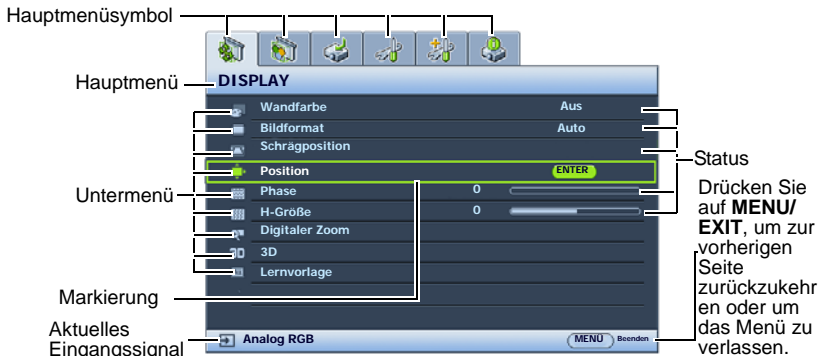 Hauptmenüsymbol
Hauptmenü
DISPLAY
Wandfarbe Aus
Bildformat Auto
Schrägposition
Status
Position ENTER
Untermenü
Phase 0
H-Größe 0
Digitaler Zoom
3D
Lernvorlage
Drücken Sie
auf MENU/
EXIT, um zur
vorherigen
Seite
zurückzukehr
en oder um
das Menü zu
verlassen.
Markierung
Aktuelles
Eingangssignal
Analog RGB
MENÜ Beenden